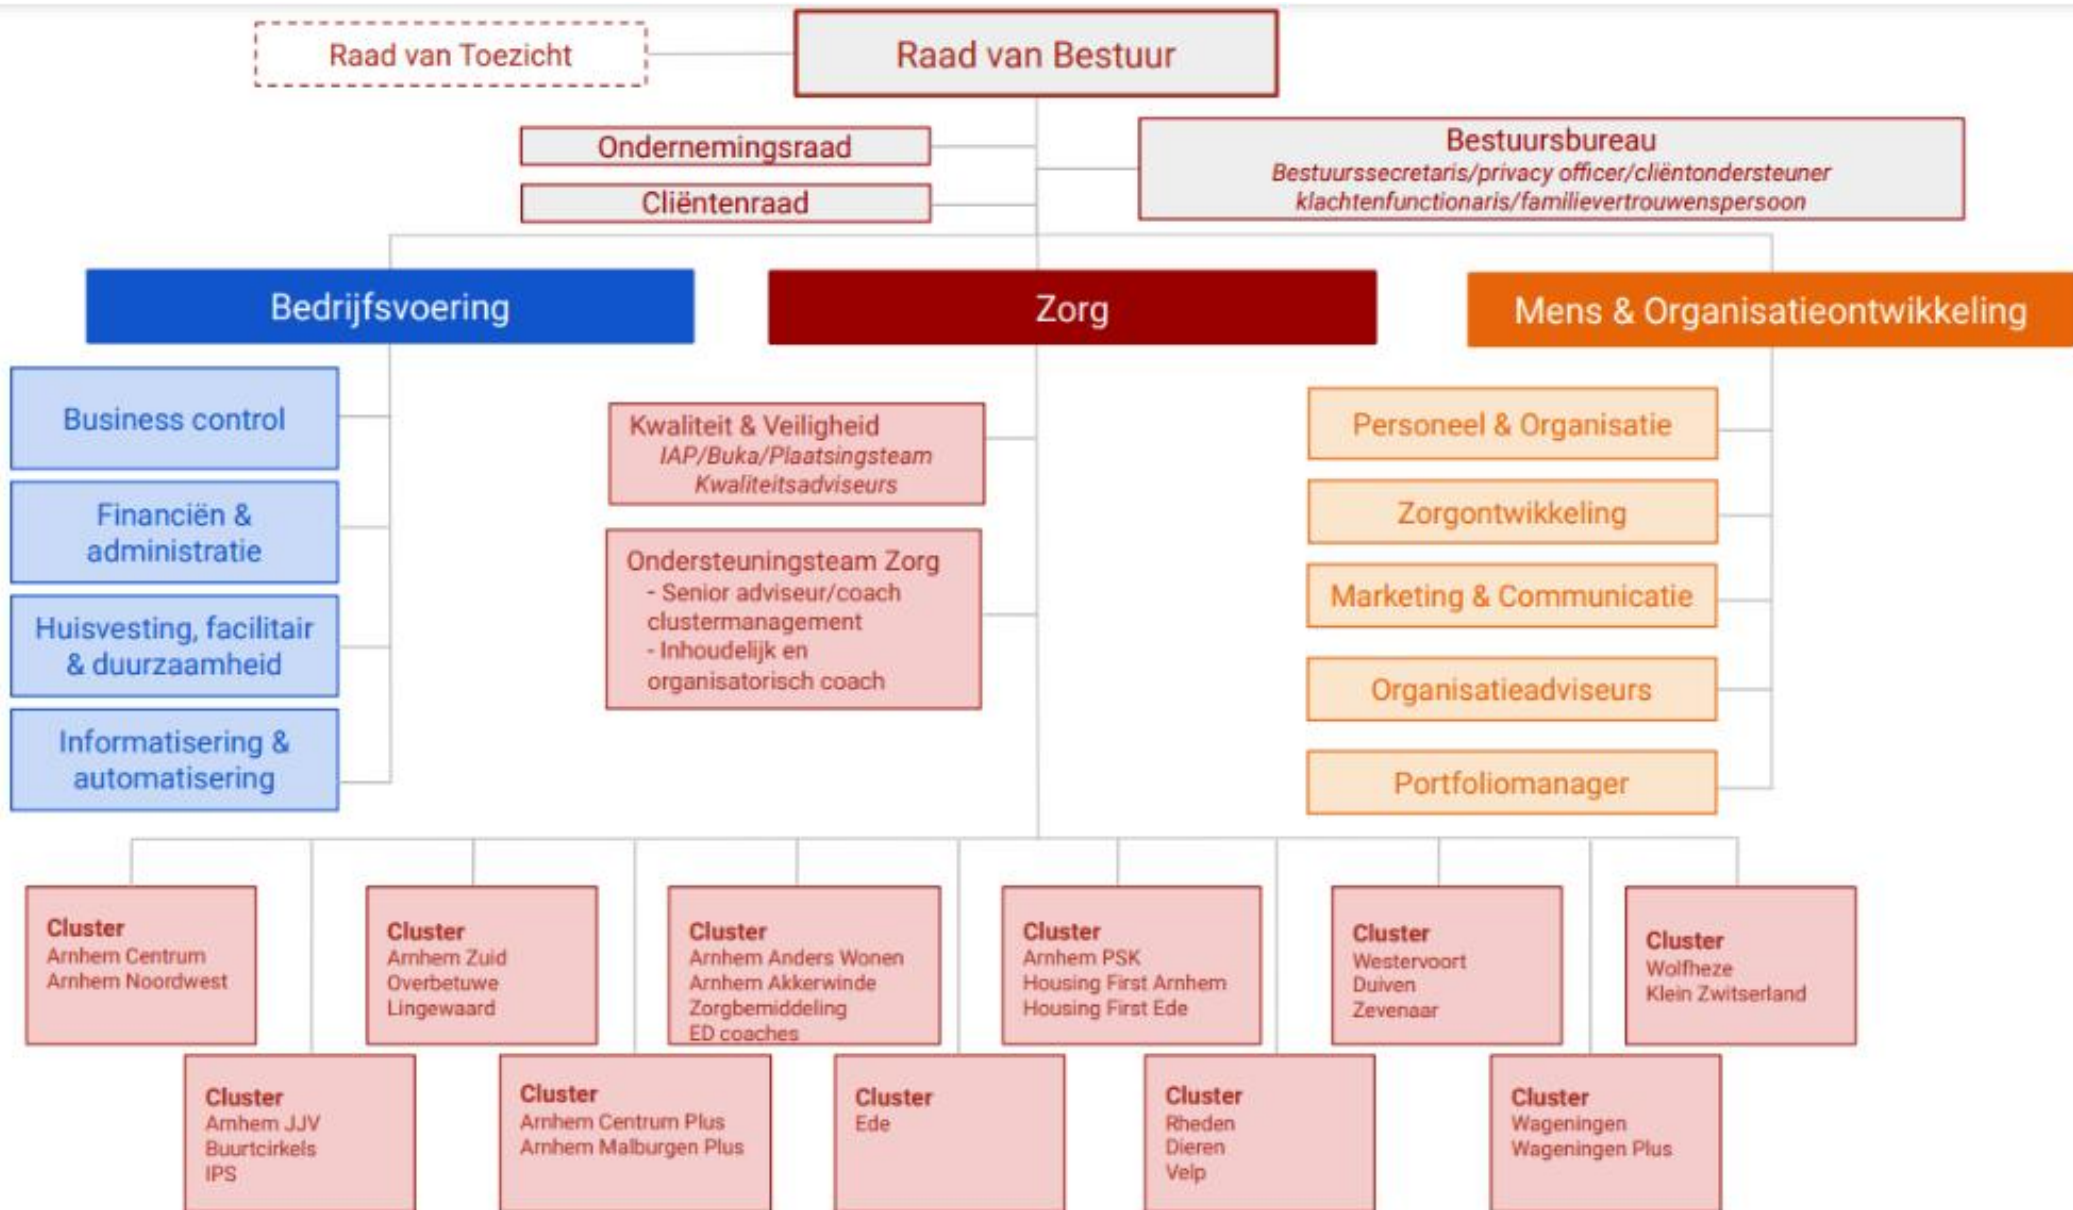 Raad van Toezicht
Raad van Bestuur
Ondernemingsraad
Cliëntenraad
Bestuursbureau
Bestuurssecretaris/privacy officer/cliëntondersteuner
klachtenfunctionaris/familievertrouwenspersoon
Bedrijfsvoering
Zorg
Mens & Organisatieontwikkeling
Business control
Financiën &
administratie
Huisvesting, facilitair
& duurzaamheid
Informatisering &
automatisering
Kwaliteit & Veiligheid
IAP/Buka/Plaatsingsteam
Kwaliteitsadviseurs
Ondersteuningsteam Zorg
- Senior adviseur/coach
clustermanagement
- Inhoudelijk en
organisatorisch coach
Personeel & Organisatie
Zorgontwikkeling
Marketing & Communicatie
Organisatieadviseurs
Portfoliomanager
Cluster
Arnhem Centrum
Arnhem Noordwest
Cluster
Arnhem Zuid
Overbetuwe
Lingewaard
Cluster
Arnhem Anders Wonen
Arnhem Akkerwinde
Zorgbemiddeling
ED coaches
Cluster
Arnhem PSK
Housing First Arnhem
Housing First Ede
Cluster
Westervoort
Duiven
Zevenaar
Cluster
Wolfheze
Klein Zwitserland
Cluster
Arnhem JJV
Buurtcirkels
IPS
Cluster
Arnhem Centrum Plus
Arnhem Malburgen Plus
Cluster
Ede
Cluster
Rheden
Dieren
Velp
Cluster
Wageningen
Wageningen Plus